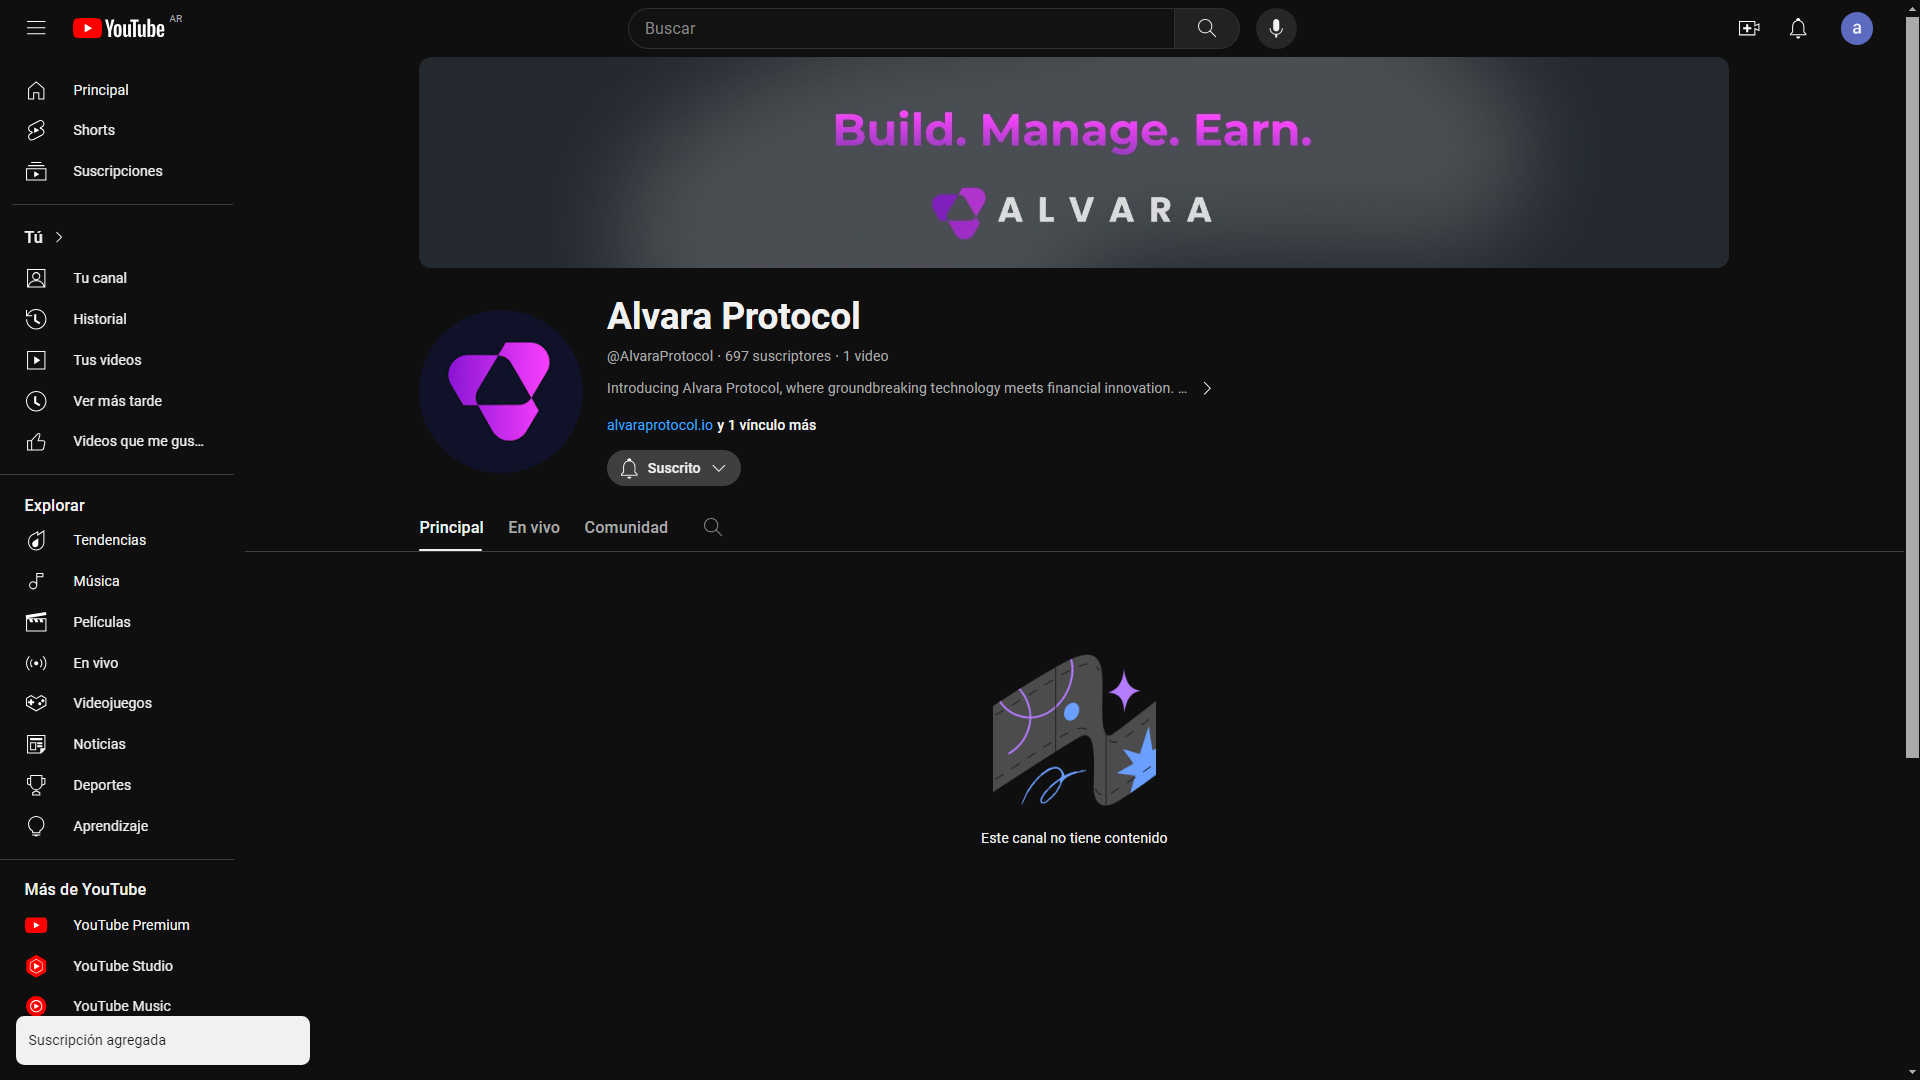 YouTube AR
Buscar
a
Principal
Shorts
Suscripciones
Tú
Tu canal
Historial
Tus videos
Ver más tarde
Videos que me gus...
Explorar
Tendencias
Música
Películas
En vivo
Videojuegos
Noticias
Deportes
Aprendizaje
Más de YouTube
YouTube Premium
YouTube Studio
YouTube Music
Suscripción agregada
Build. Manage. Earn.
ALVARA
Alvara Protocol
@AlvaraProtocol · 697 suscriptores · 1 video
Introducing Alvara Protocol, where groundbreaking technology meets financial innovation. ...
alvaraprotocol.io y 1 vínculo más
Suscrito
Principal En vivo Comunidad
Este canal no tiene contenido